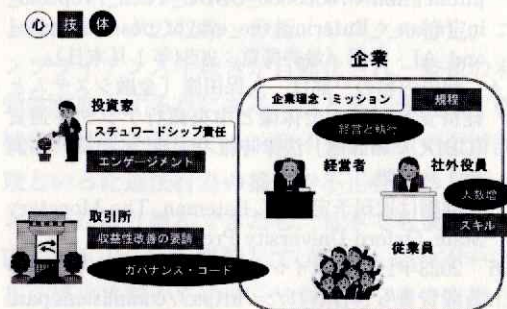 心 技 体
企業
投資家
スチュワードシップ責任
エンゲージメント
取引所
収益性改善の要請
ガバナンス・コード
企業理念・ミッション
規程
経営と執行
経営者
社外役員
人数増
スキル
従業員